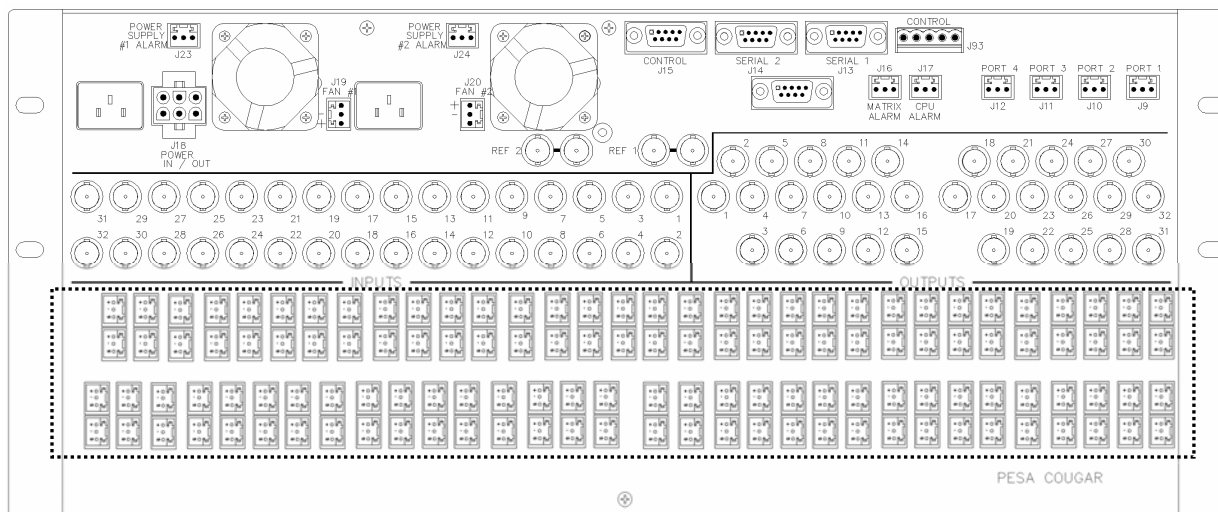 POWER SUPPLY #1 ALARM
J23
POWER SUPPLY #2 ALARM
J24
CONTROL
J15
SERIAL 2
J14
SERIAL 1
J13
CONTROL
J93
J16
MATRIX ALARM
J17
CPU ALARM
PORT 4
J12
PORT 3
J11
PORT 2
J10
PORT 1
J9
J18
POWER IN / OUT
J19
FAN #1
+
-
J20
FAN #2
+
-
REF 2
REF 1
2 5 8 11 14 18 21 24 27 30
31 29 27 25 23 21 19 17 15 13 11 9 7 5 3 1
1 4 7 10 13 16 17 20 23 26 29 32
32 30 28 26 24 22 20 18 16 14 12 10 8 6 4 2
3 6 9 12 15 19 22 25 28 31
INPUTS
OUTPUTS
PESA COUGAR